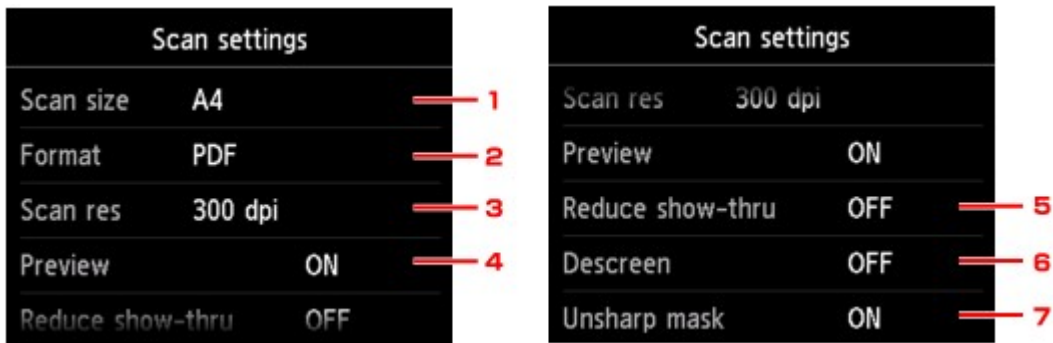 Scan settings
Scan size A4 1
Format PDF 2
Scan res 300 dpi 3
Preview ON 4
Reduce show-thru OFF
Scan settings
Scan res 300 dpi
Preview ON
Reduce show-thru OFF 5
Descreen OFF 6
Unsharp mask ON 7